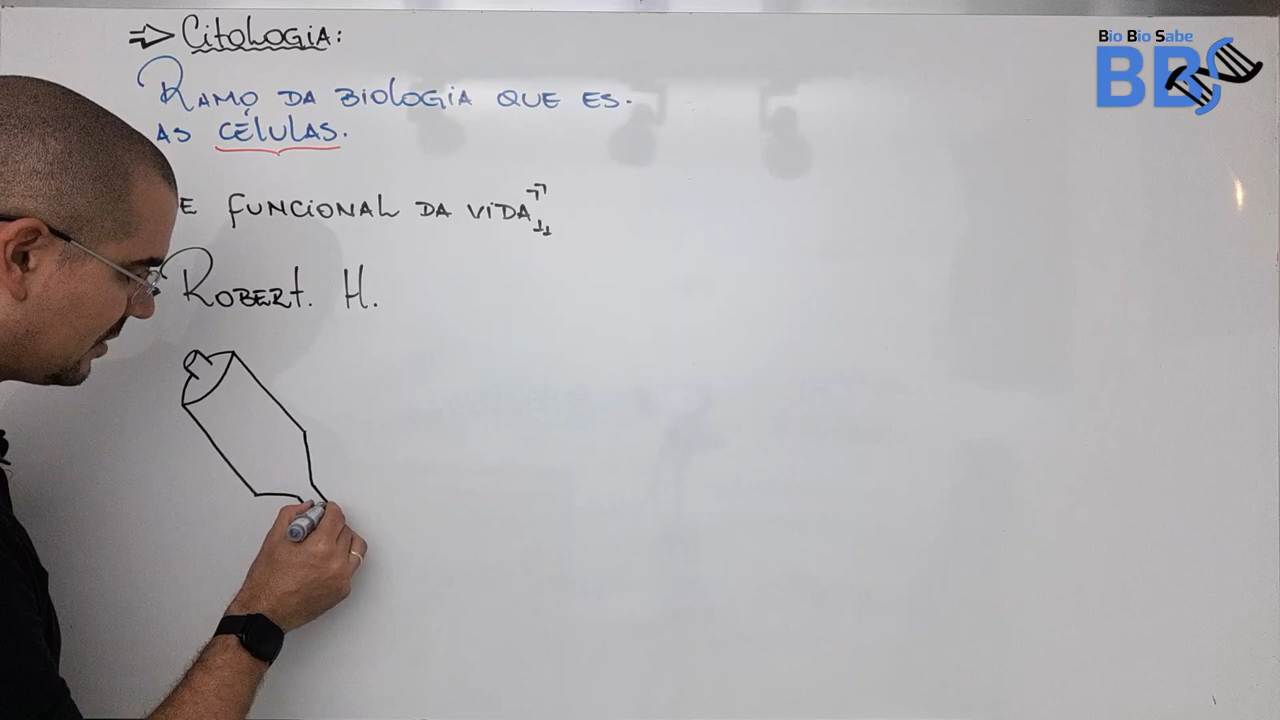 ⇒ Citologia:
Ramo da biologia que es.
as células.
e funcional da vida
Robert. H.
Bio Bio Sabe
BBS